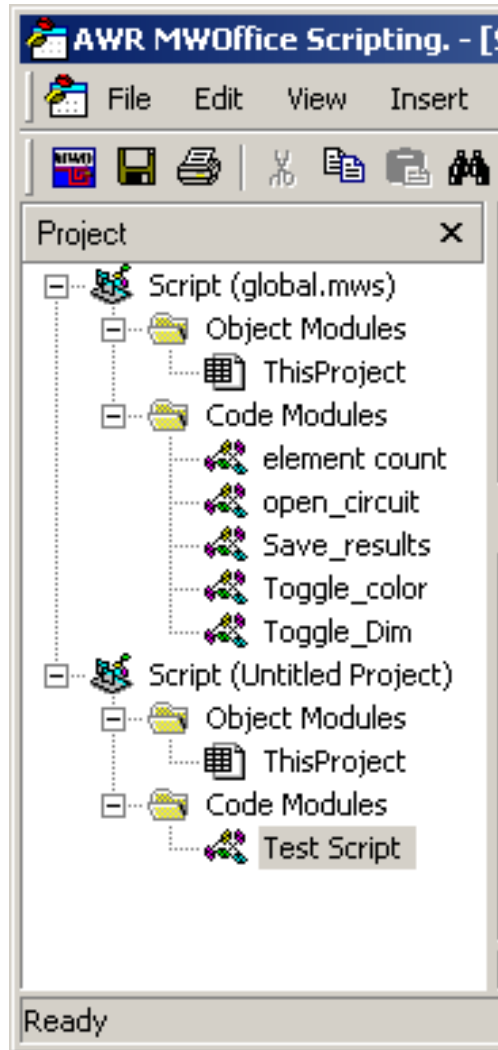 AWR MWOffice Scripting. - [
File Edit View Insert
Project
Script (global.mws)
Object Modules
ThisProject
Code Modules
element count
open_circuit
Save_results
Toggle_color
Toggle_Dim
Script (Untitled Project)
Object Modules
ThisProject
Code Modules
Test Script
Ready